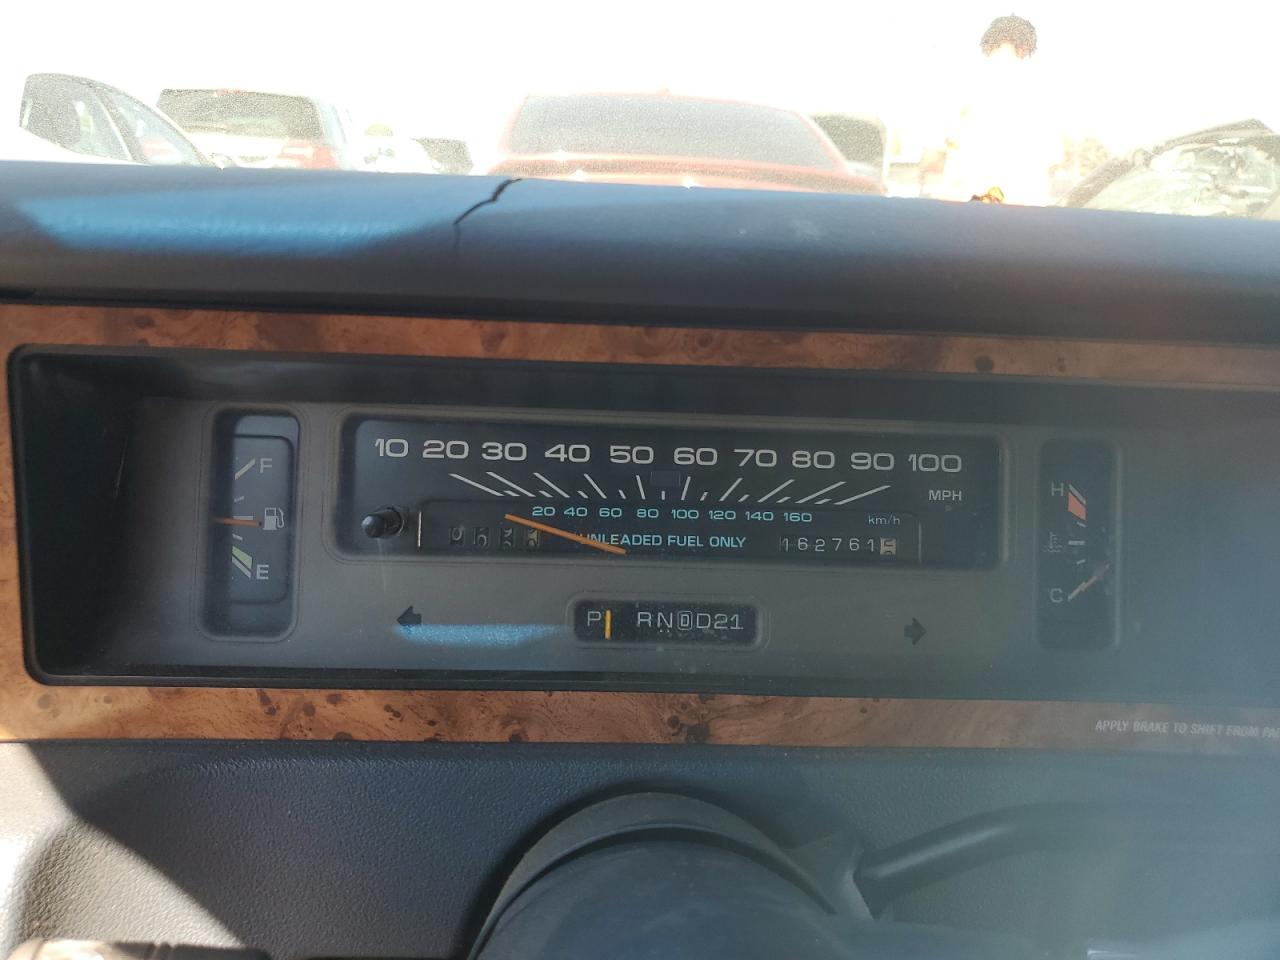 10 20 30 40 50 60 70 80 90 100
MPH
20 40 60 80 100 120 140 160 km/h
UNLEADED FUEL ONLY
162761
F
E
H
C
P RN D D21
APPLY BRAKE TO SHIFT FROM